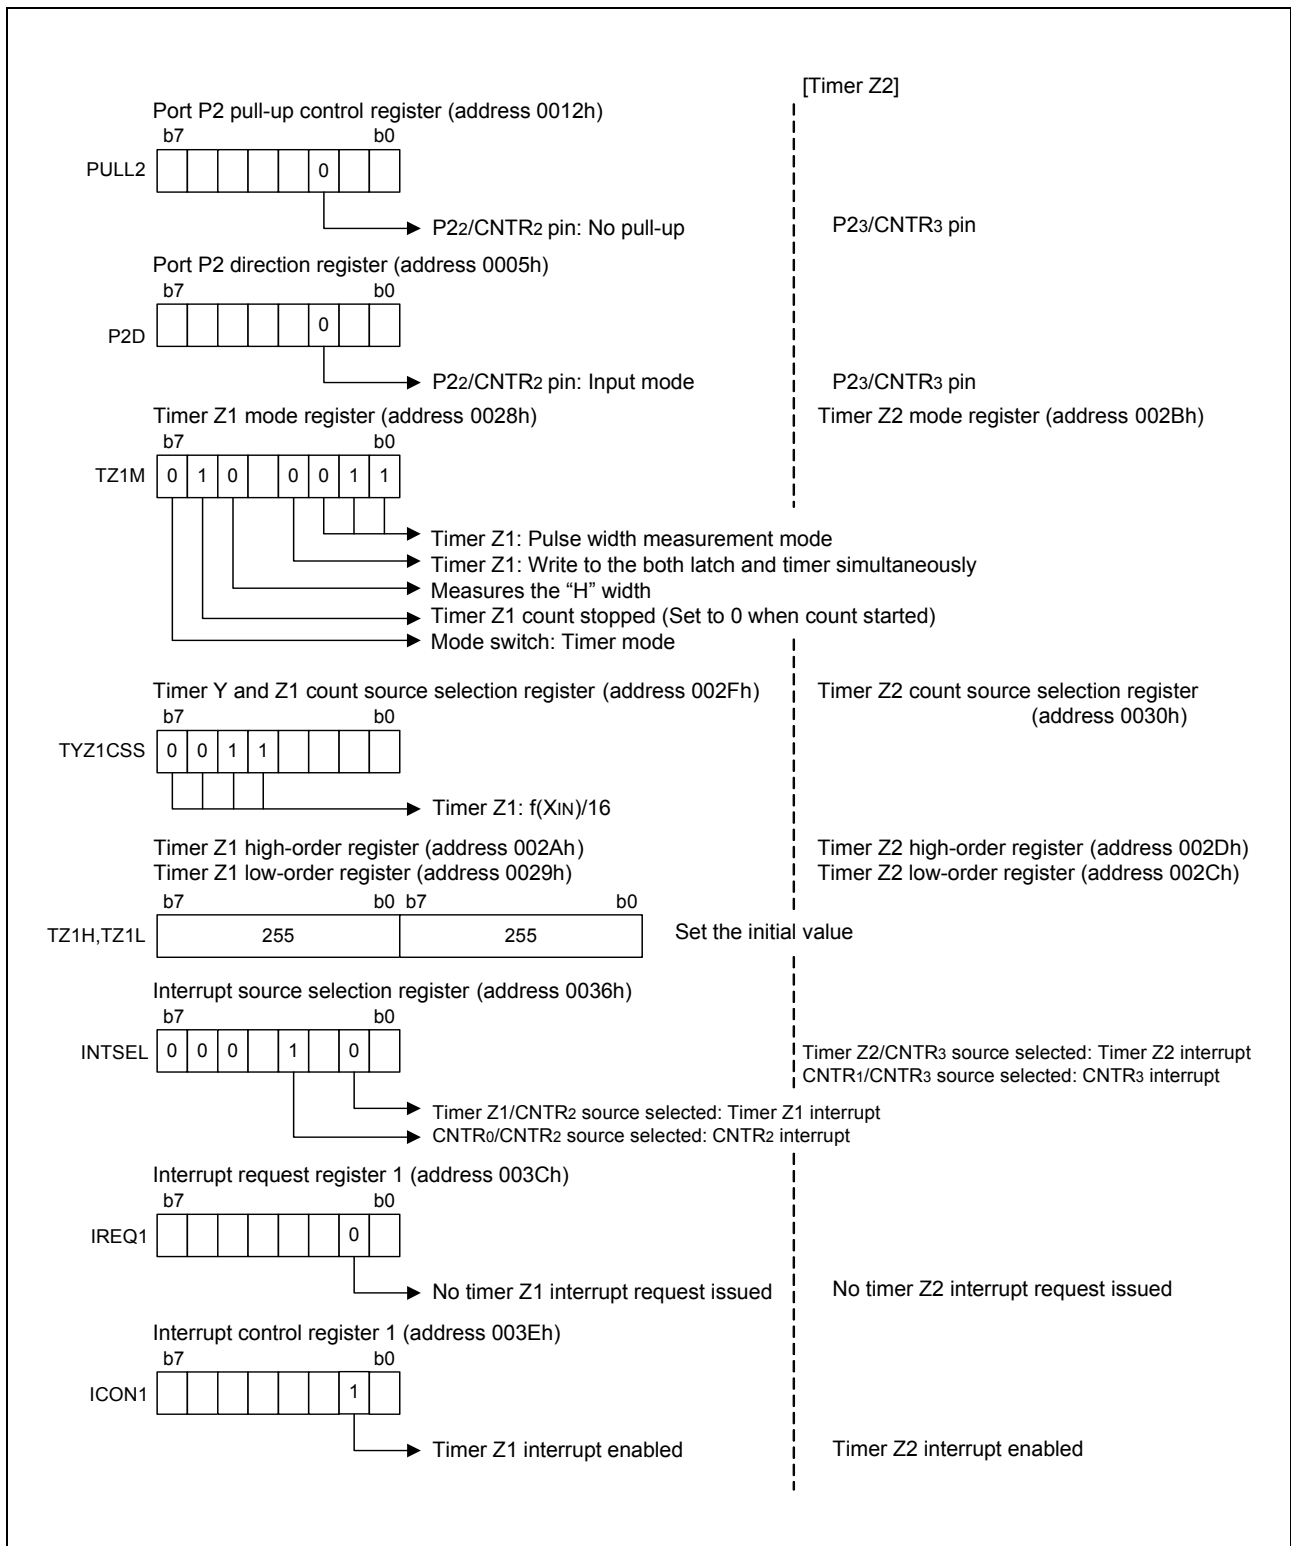 [Timer Z2]
Port P2 pull-up control register (address 0012h)
b7 b0
PULL2 0
P22/CNTR2 pin: No pull-up P23/CNTR3 pin
Port P2 direction register (address 0005h)
b7 b0
P2D 0
P22/CNTR2 pin: Input mode P23/CNTR3 pin
Timer Z1 mode register (address 0028h) Timer Z2 mode register (address 002Bh)
b7 b0
TZ1M 0 1 0 0 0 1 1
Timer Z1: Pulse width measurement mode
Timer Z1: Write to the both latch and timer simultaneously
Measures the “H” width
Timer Z1 count stopped (Set to 0 when count started)
Mode switch: Timer mode
Timer Y and Z1 count source selection register (address 002Fh) Timer Z2 count source selection register
(address 0030h)
b7 b0
TYZ1CSS 0 0 1 1
Timer Z1: f(XIN)/16
Timer Z1 high-order register (address 002Ah) Timer Z2 high-order register (address 002Dh)
Timer Z1 low-order register (address 0029h) Timer Z2 low-order register (address 002Ch)
b7 b0 b7 b0
TZ1H,TZ1L 255 255 Set the initial value
Interrupt source selection register (address 0036h)
b7 b0
INTSEL 0 0 0 1 0
Timer Z2/CNTR3 source selected: Timer Z2 interrupt
CNTR1/CNTR3 source selected: CNTR3 interrupt
Timer Z1/CNTR2 source selected: Timer Z1 interrupt
CNTR0/CNTR2 source selected: CNTR2 interrupt
Interrupt request register 1 (address 003Ch)
b7 b0
IREQ1 0
No timer Z1 interrupt request issued No timer Z2 interrupt request issued
Interrupt control register 1 (address 003Eh)
b7 b0
ICON1 1
Timer Z1 interrupt enabled Timer Z2 interrupt enabled